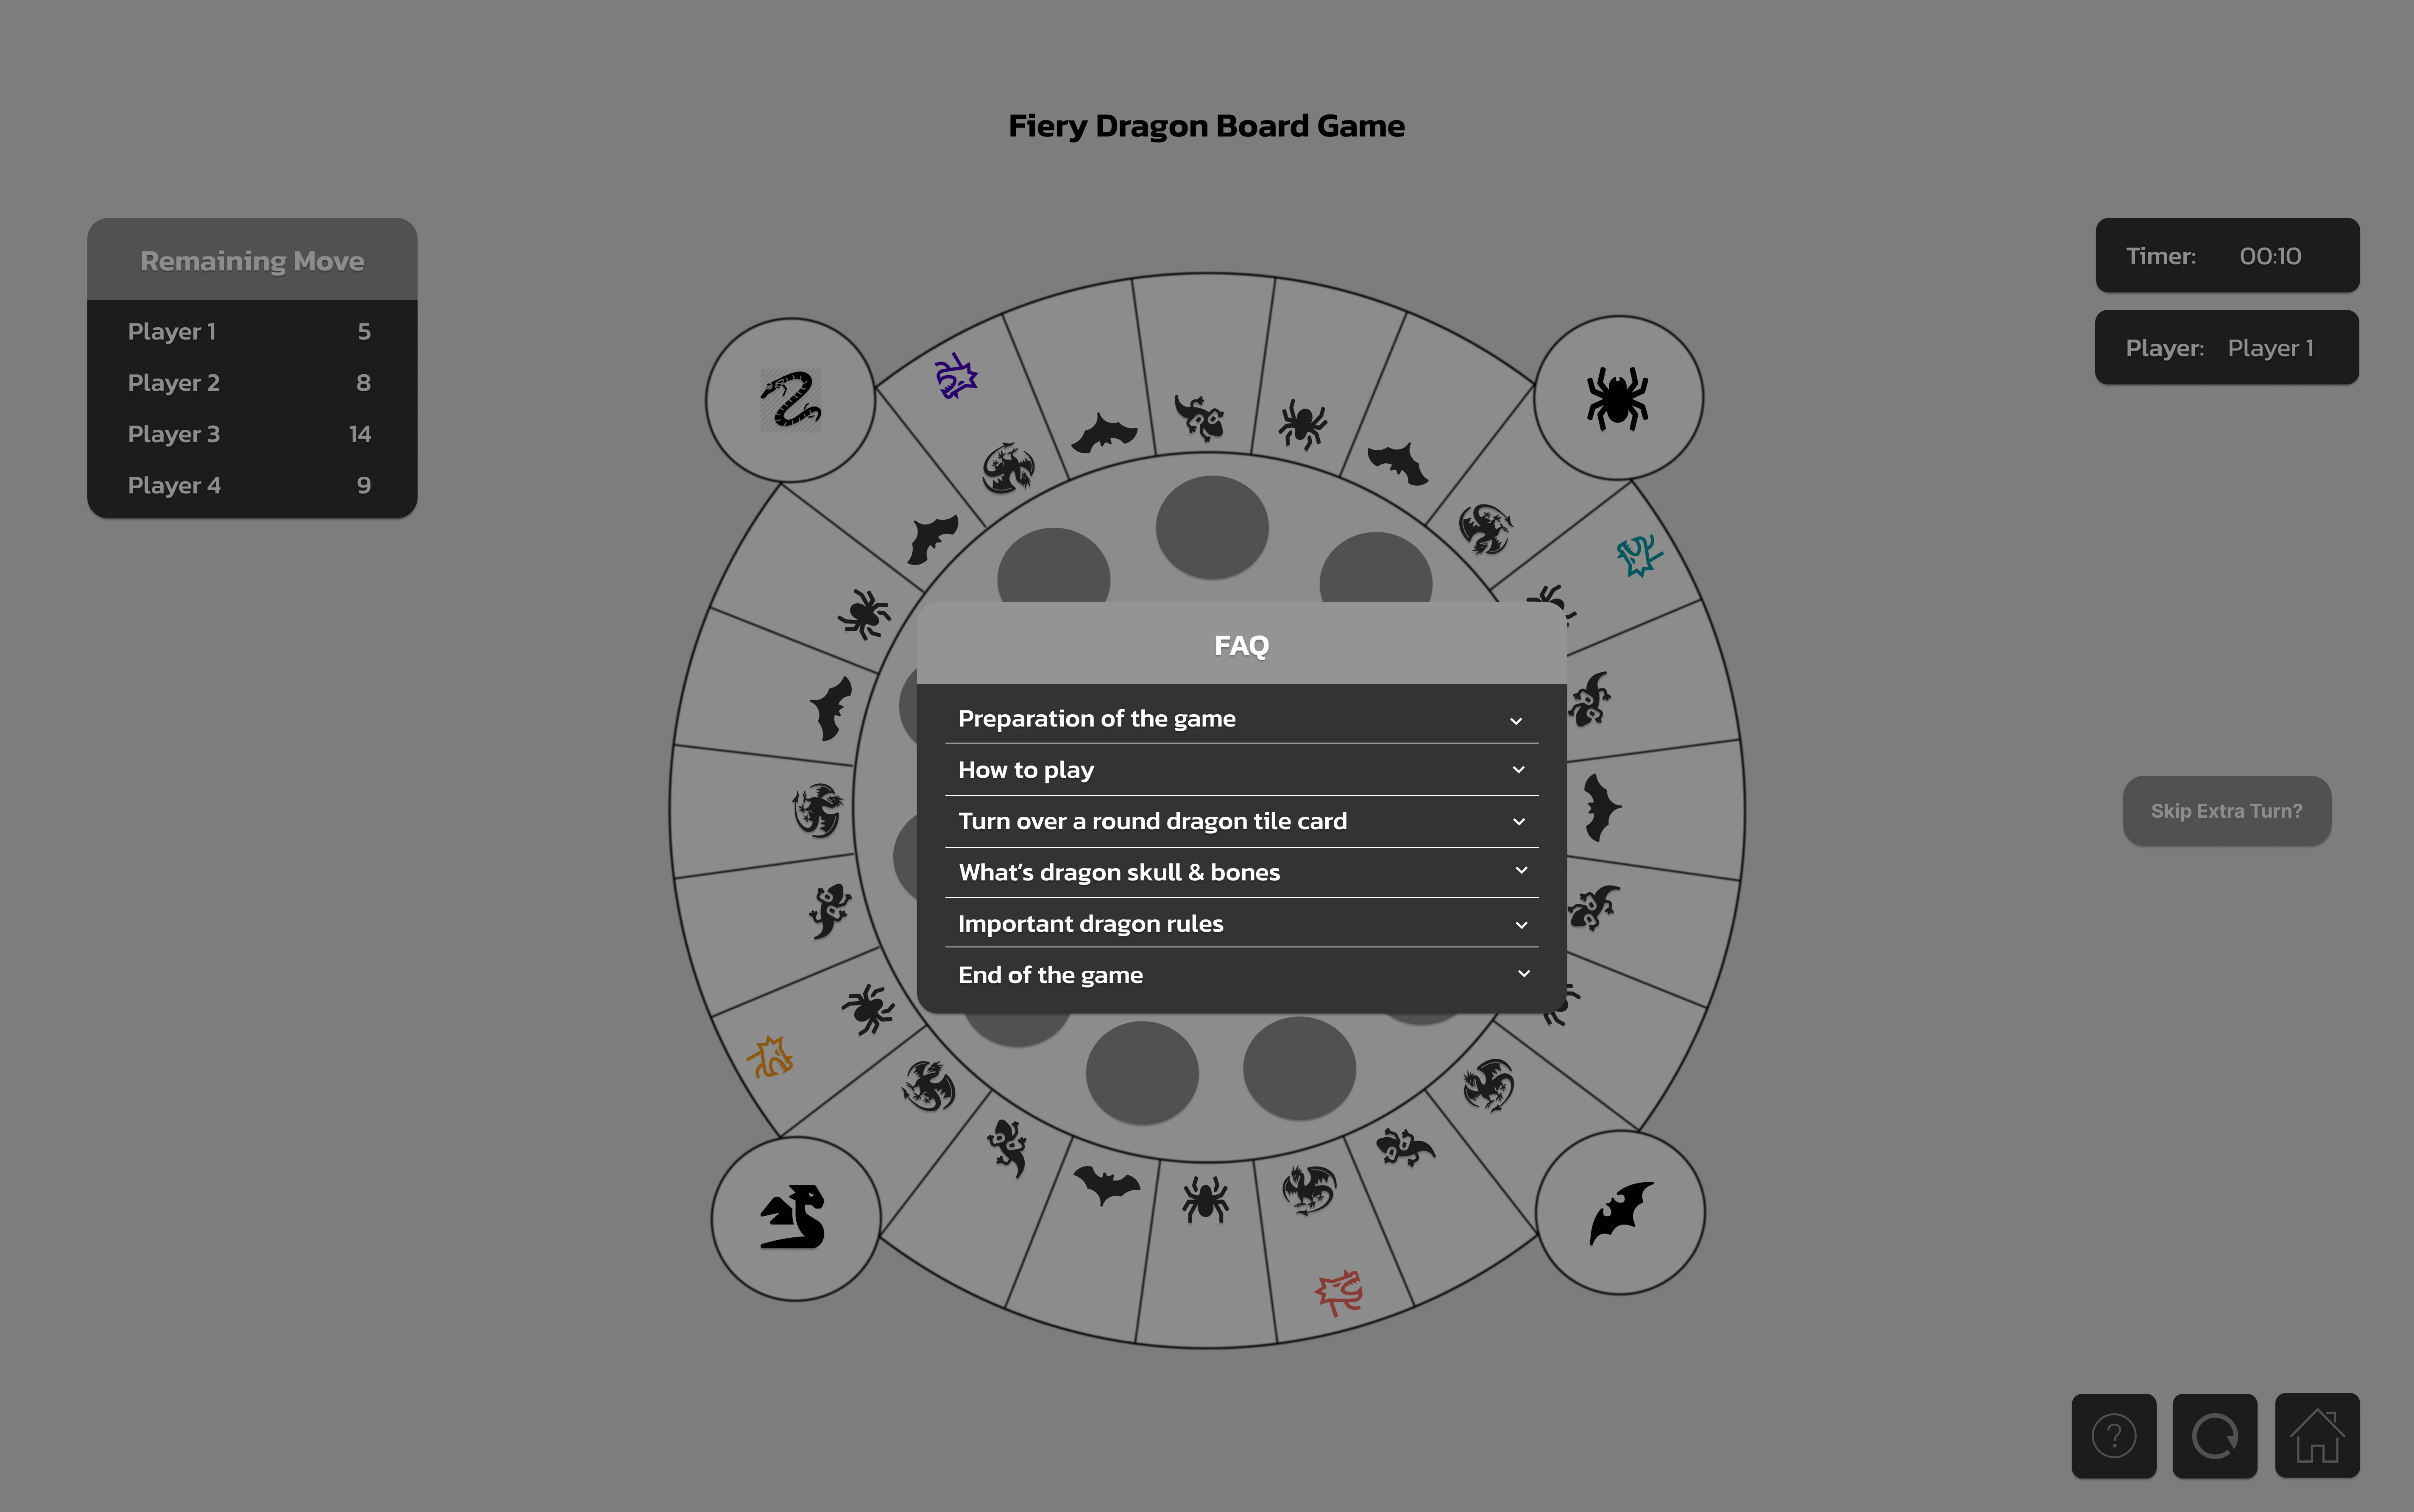 Fiery Dragon Board Game
Remaining Move
Player 1 5
Player 2 8
Player 3 14
Player 4 9
Timer: 00:10
Player: Player 1
FAQ
Preparation of the game
How to play
Turn over a round dragon tile card
What's dragon skull & bones
Important dragon rules
End of the game
Skip Extra Turn?
?